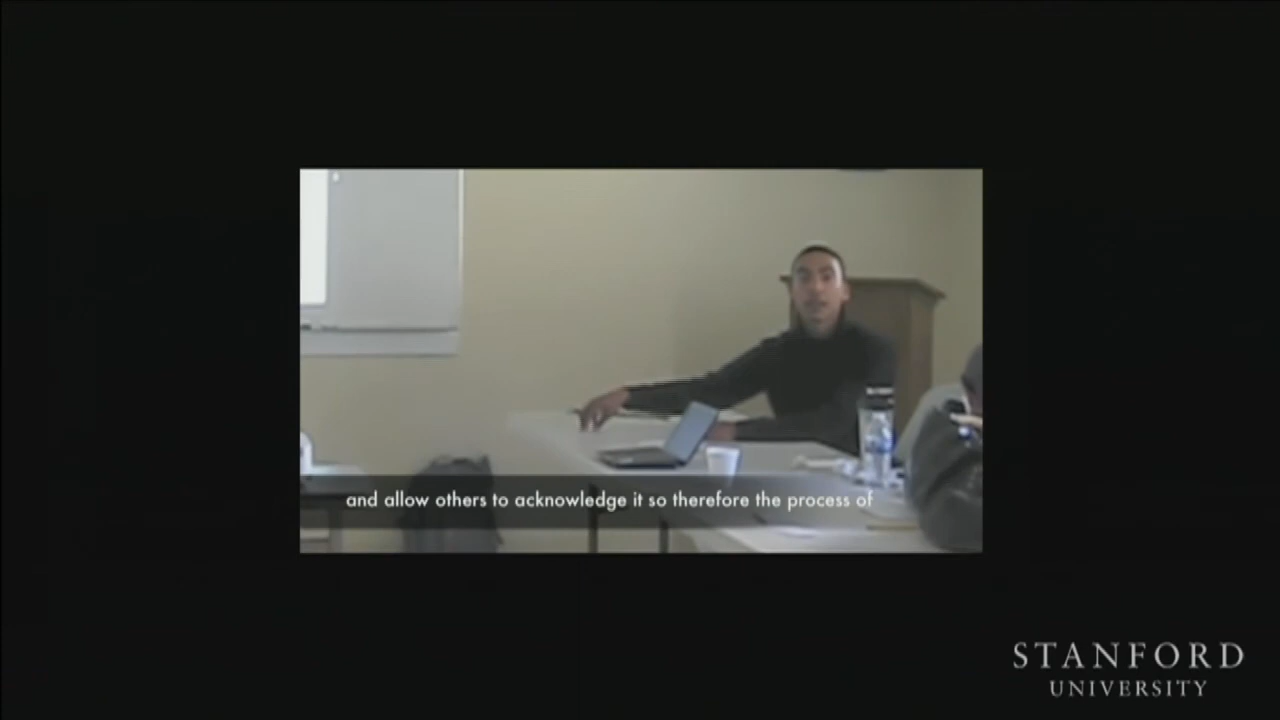 and allow others to acknowledge it so therefore the process of
STANFORD
UNIVERSITY